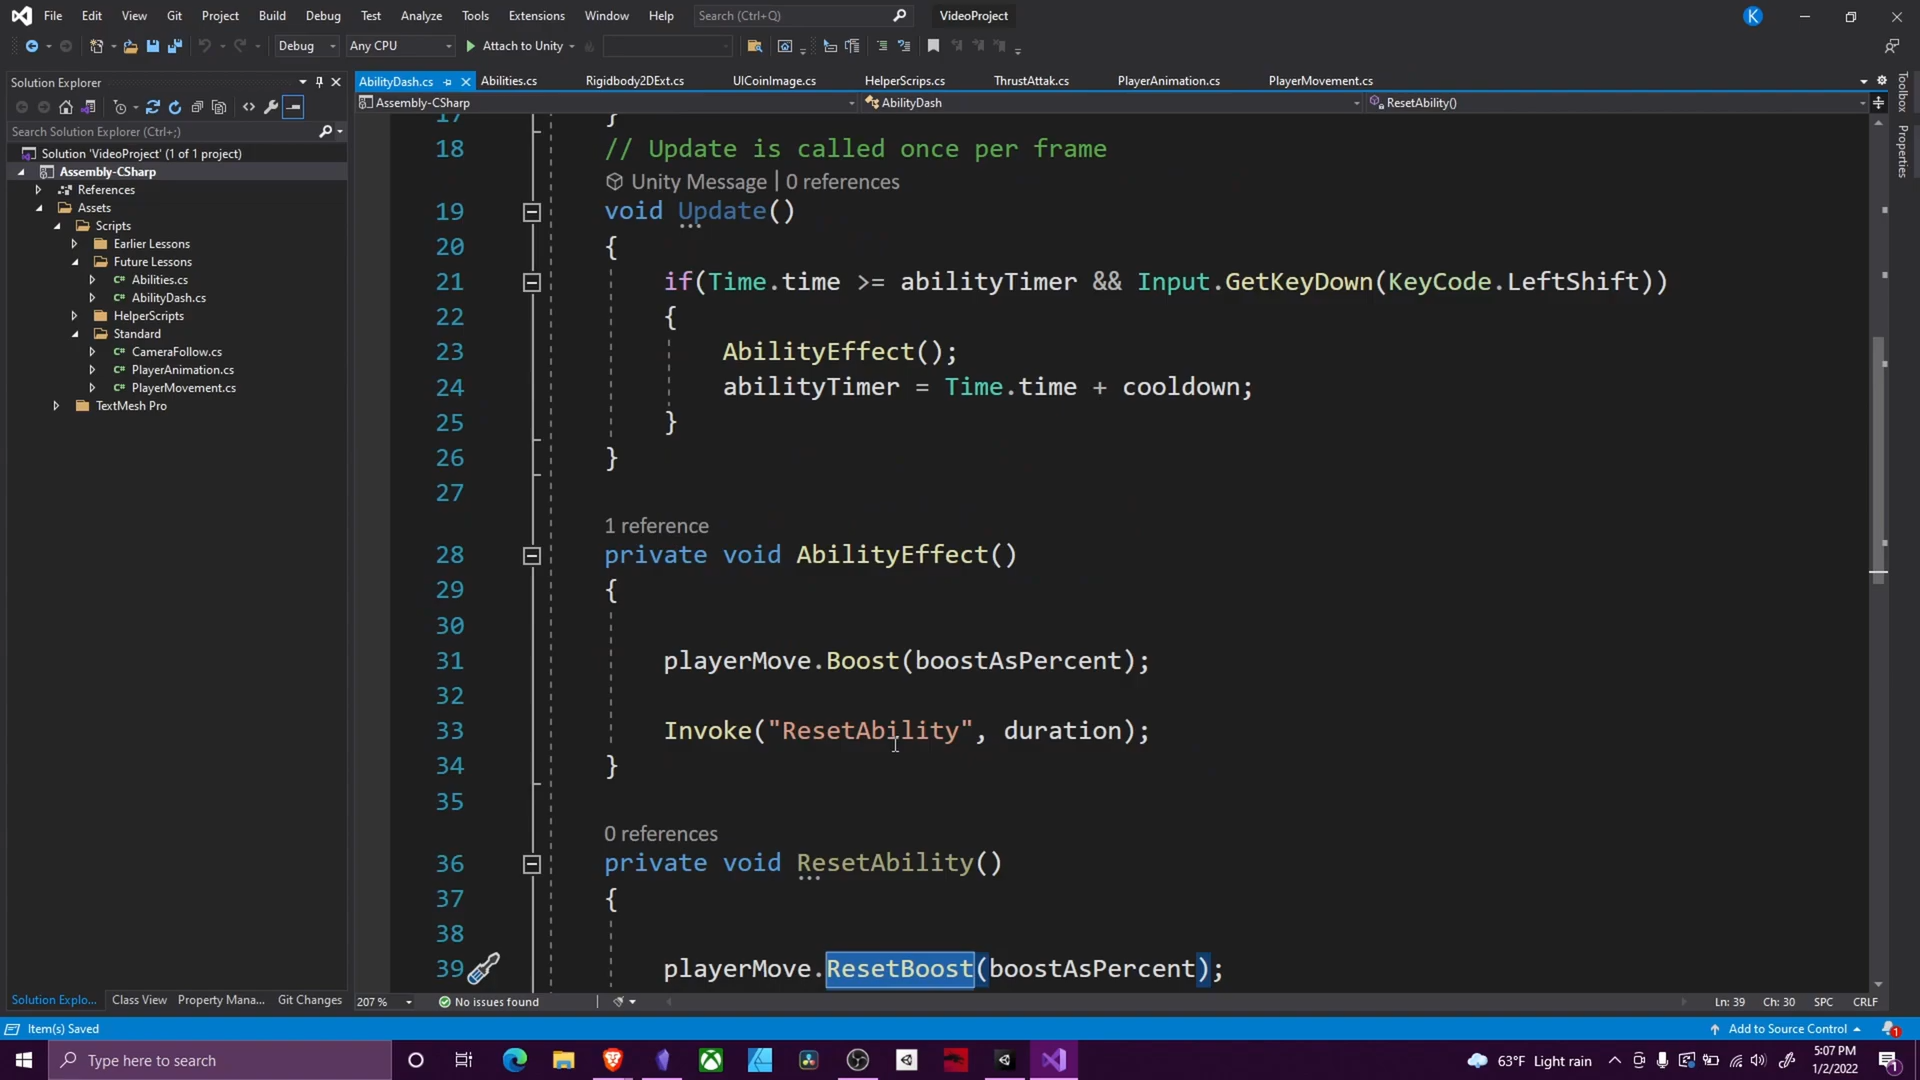 File Edit View Git Project Build Debug Test Analyze Tools Extensions Window Help Search (Ctrl+Q) VideoProject K
Debug Any CPU Attach to Unity
Solution Explorer
Search Solution Explorer (Ctrl+;)
Solution 'VideoProject' (1 of 1 project)
Assembly-CSharp
References
Assets
Scripts
Earlier Lessons
Future Lessons
Abilities.cs
AbilityDash.cs
HelperScripts
Standard
CameraFollow.cs
PlayerAnimation.cs
PlayerMovement.cs
TextMesh Pro
Solution Explo... Class View Property Mana... Git Changes
AbilityDash.cs Abilities.cs Rigidbody2DExt.cs UICoinImage.cs HelperScrips.cs ThrustAttak.cs PlayerAnimation.cs PlayerMovement.cs
Assembly-CSharp AbilityDash ResetAbility()
17 }
18 // Update is called once per frame
Unity Message | 0 references
19 void Update()
20 {
21 if(Time.time >= abilityTimer && Input.GetKeyDown(KeyCode.LeftShift))
22 {
23 AbilityEffect();
24 abilityTimer = Time.time + cooldown;
25 }
26 }
27
1 reference
28 private void AbilityEffect()
29 {
30
31 playerMove.Boost(boostAsPercent);
32
33 Invoke("ResetAbility", duration);
34 }
35
0 references
36 private void ResetAbility()
37 {
38
39 playerMove.ResetBoost(boostAsPercent);
207 % No issues found Ln: 39 Ch: 30 SPC CRLF
Toolbox
Properties
Item(s) Saved Add to Source Control 1
Type here to search 63°F Light rain 5:07 PM 1
1/2/2022